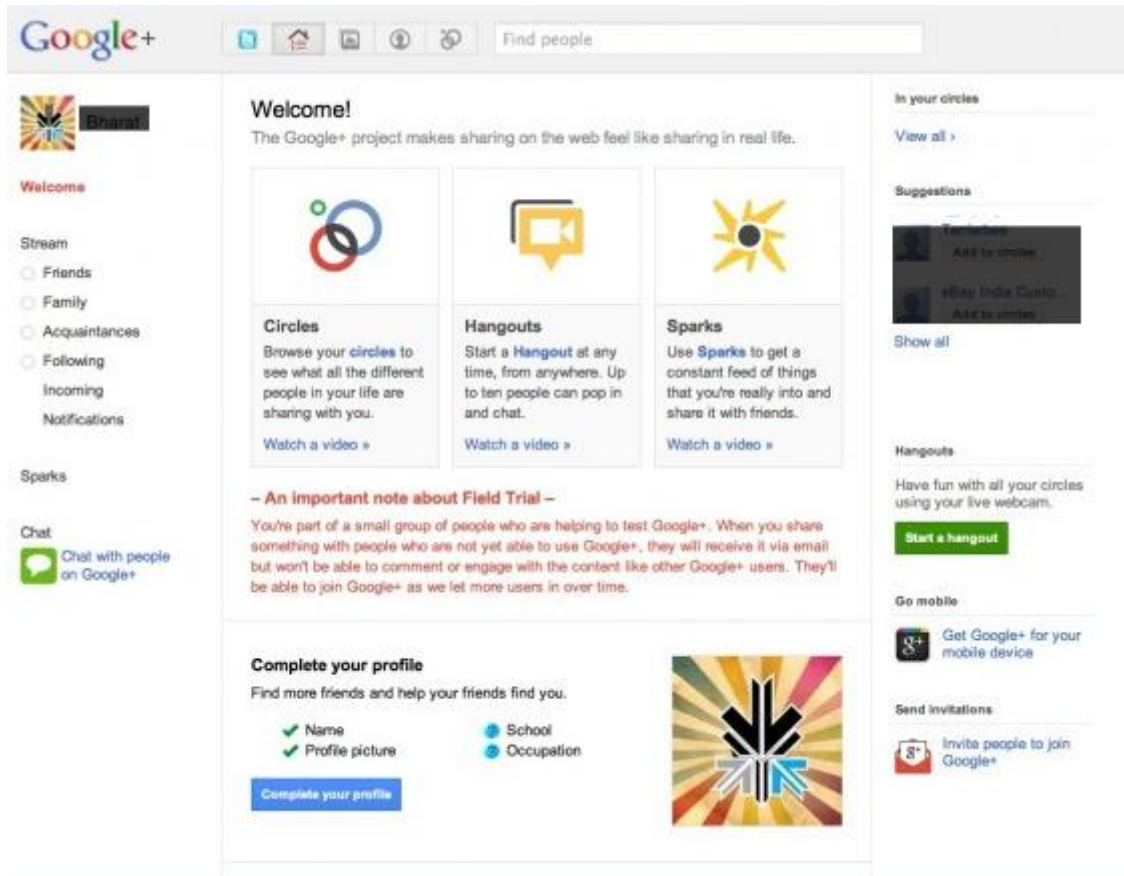 Google+
Find people
Bharat
Welcome
Stream
Friends
Family
Acquaintances
Following
Incoming
Notifications
Sparks
Chat
Chat with people
on Google+
Welcome!
The Google+ project makes sharing on the web feel like sharing in real life.
Circles
Browse your circles to
see what all the different
people in your life are
sharing with you.
Watch a video »
Hangouts
Start a Hangout at any
time, from anywhere. Up
to ten people can pop in
and chat.
Watch a video »
Sparks
Use Sparks to get a
constant feed of things
that you're really into and
share it with friends.
Watch a video »
– An important note about Field Trial –
You're part of a small group of people who are helping to test Google+. When you share
something with people who are not yet able to use Google+, they will receive it via email
but won't be able to comment or engage with the content like other Google+ users. They'll
be able to join Google+ as we let more users in over time.
Complete your profile
Find more friends and help your friends find you.
Name
Profile picture
School
Occupation
Complete your profile
In your circles
View all ›
Suggestions
Add to circles
eBay India Custo...
Add to circles
Show all
Hangouts
Have fun with all your circles
using your live webcam.
Start a hangout
Go mobile
g+
Get Google+ for your
mobile device
Send invitations
g+
Invite people to join
Google+